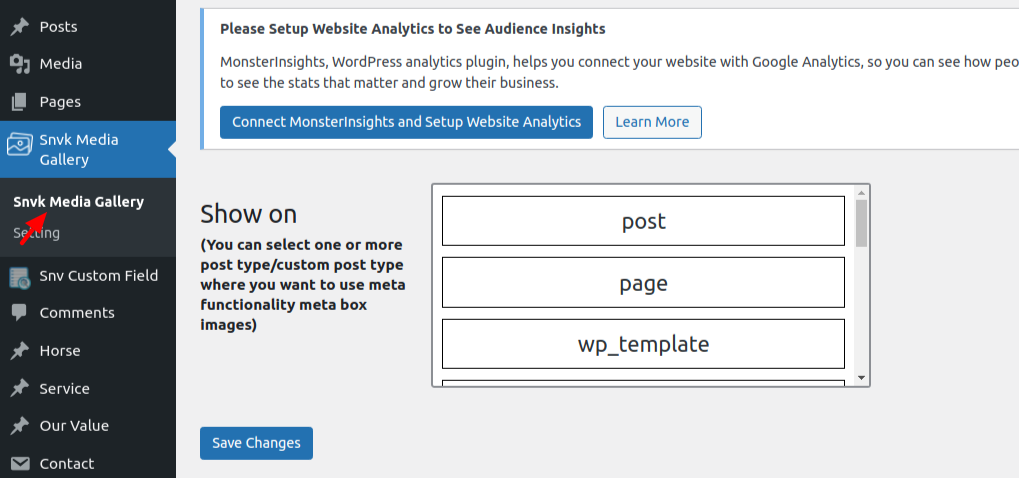 Posts
Media
Pages
Snvk Media
Gallery
Snvk Media Gallery
Setting
Snv Custom Field
Comments
Horse
Service
Our Value
Contact
Please Setup Website Analytics to See Audience Insights
MonsterInsights, WordPress analytics plugin, helps you connect your website with Google Analytics, so you can see how peo
to see the stats that matter and grow their business.
Connect MonsterInsights and Setup Website Analytics
Learn More
Show on
(You can select one or more
post type/custom post type
where you want to use meta
functionality meta box
images)
post
page
wp_template
Save Changes